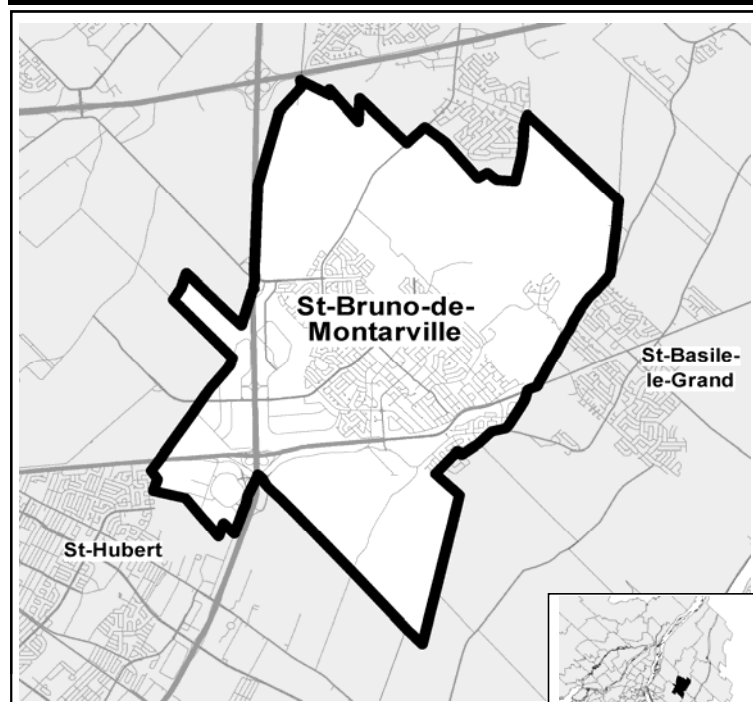 St-Bruno-de-
Montarville
St-Basile-
le-Grand
St-Hubert